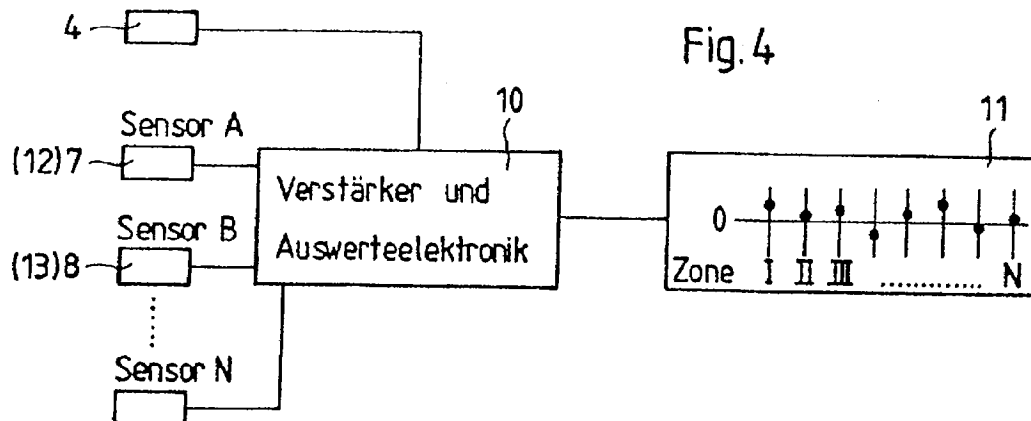 Fig. 4
4
10
11
Sensor A
(12) 7
Verstärker und
Auswerteelektronik
Sensor B
(13) 8
Sensor N
0
Zone I II III ............. N